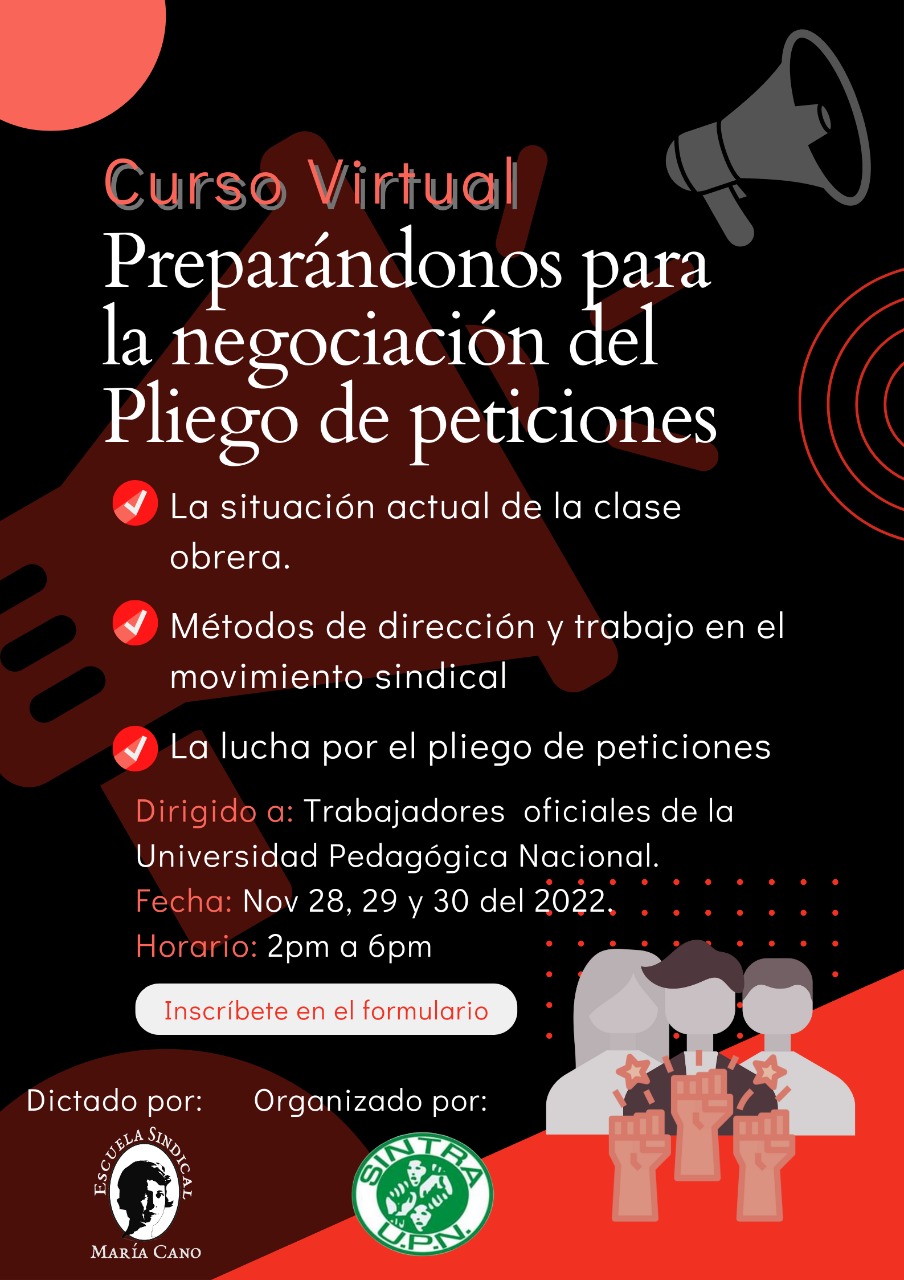 Curso Virtual
Preparándonos para
la negociación del
Pliego de peticiones
La situación actual de la clase
obrera.
Métodos de dirección y trabajo en el
movimiento sindical
La lucha por el pliego de peticiones
Dirigido a: Trabajadores oficiales de la
Universidad Pedagógica Nacional.
Fecha: Nov 28, 29 y 30 del 2022.
Horario: 2pm a 6pm
Inscríbete en el formulario
Dictado por:
Organizado por:
ESCUELA SINDICAL
MARÍA CANO
SINTRA
U.P.N.